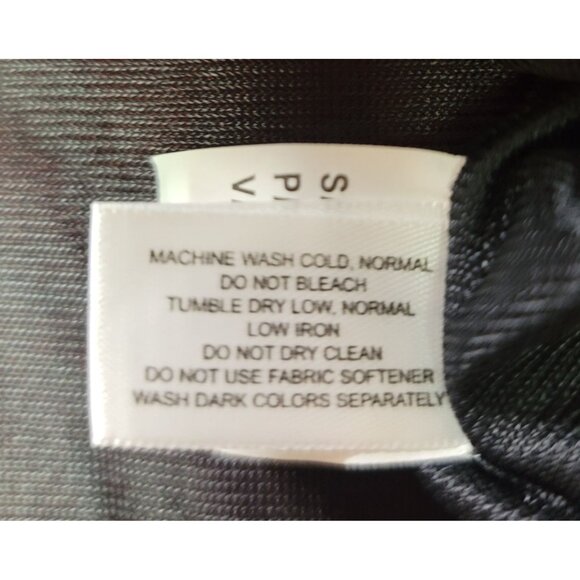 MACHINE WASH COLD, NORMAL
DO NOT BLEACH
TUMBLE DRY LOW, NORMAL
LOW IRON
DO NOT DRY CLEAN
DO NOT USE FABRIC SOFTENER
WASH DARK COLORS SEPARATELY